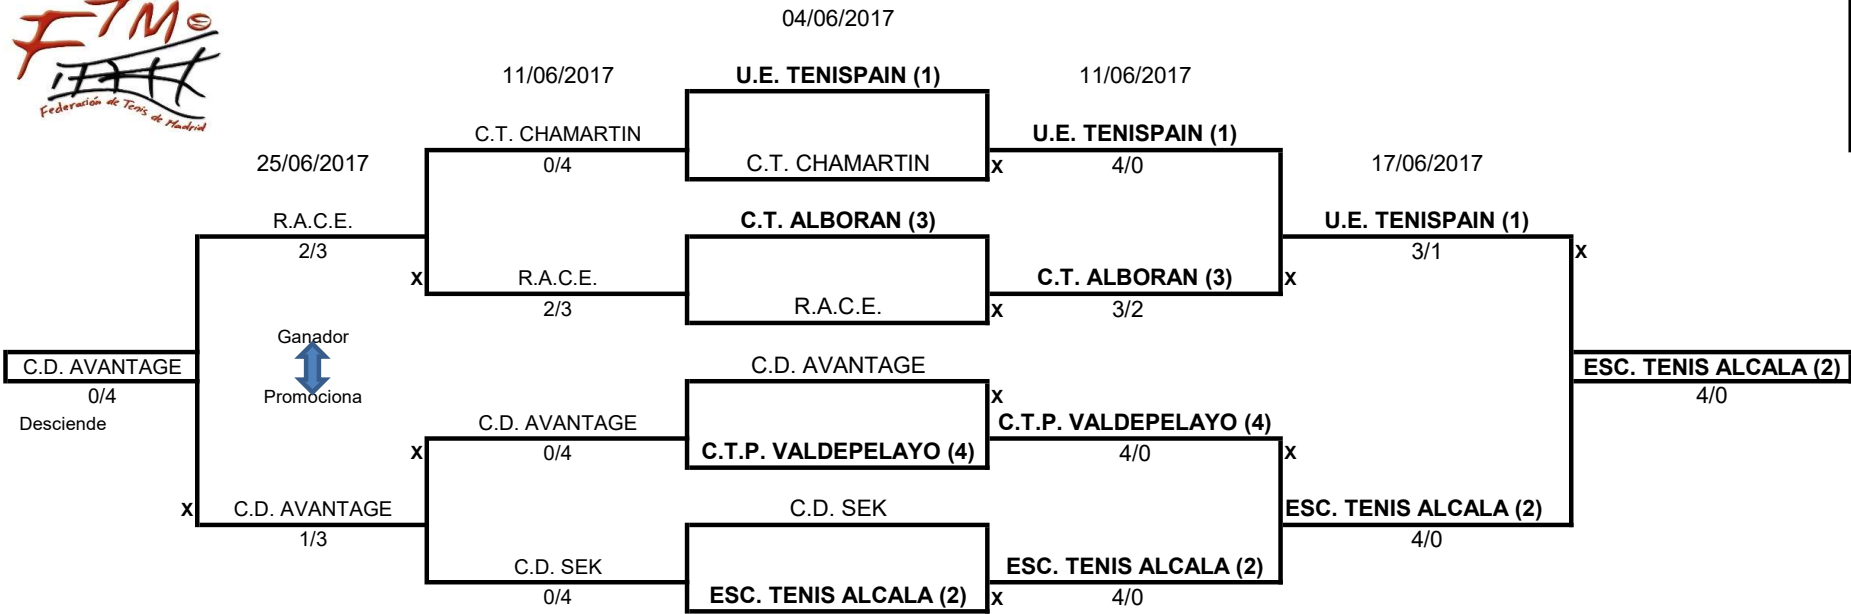 FTM
Federación de Tenis de Madrid
04/06/2017
11/06/2017
U.E. TENISPAIN (1)
11/06/2017
C.T. CHAMARTIN
U.E. TENISPAIN (1)
25/06/2017
0/4
C.T. CHAMARTIN
x
4/0
17/06/2017
R.A.C.E.
C.T. ALBORAN (3)
U.E. TENISPAIN (1)
2/3
3/1
x
x
R.A.C.E.
C.T. ALBORAN (3)
x
2/3
R.A.C.E.
x
3/2
Ganador
C.D. AVANTAGE
C.D. AVANTAGE
ESC. TENIS ALCALA (2)
0/4
Promociona
x
4/0
Desciende
C.D. AVANTAGE
C.T.P. VALDEPELAYO (4)
x
0/4
C.T.P. VALDEPELAYO (4)
4/0
x
x
C.D. AVANTAGE
C.D. SEK
ESC. TENIS ALCALA (2)
1/3
4/0
C.D. SEK
ESC. TENIS ALCALA (2)
0/4
ESC. TENIS ALCALA (2)
x
4/0